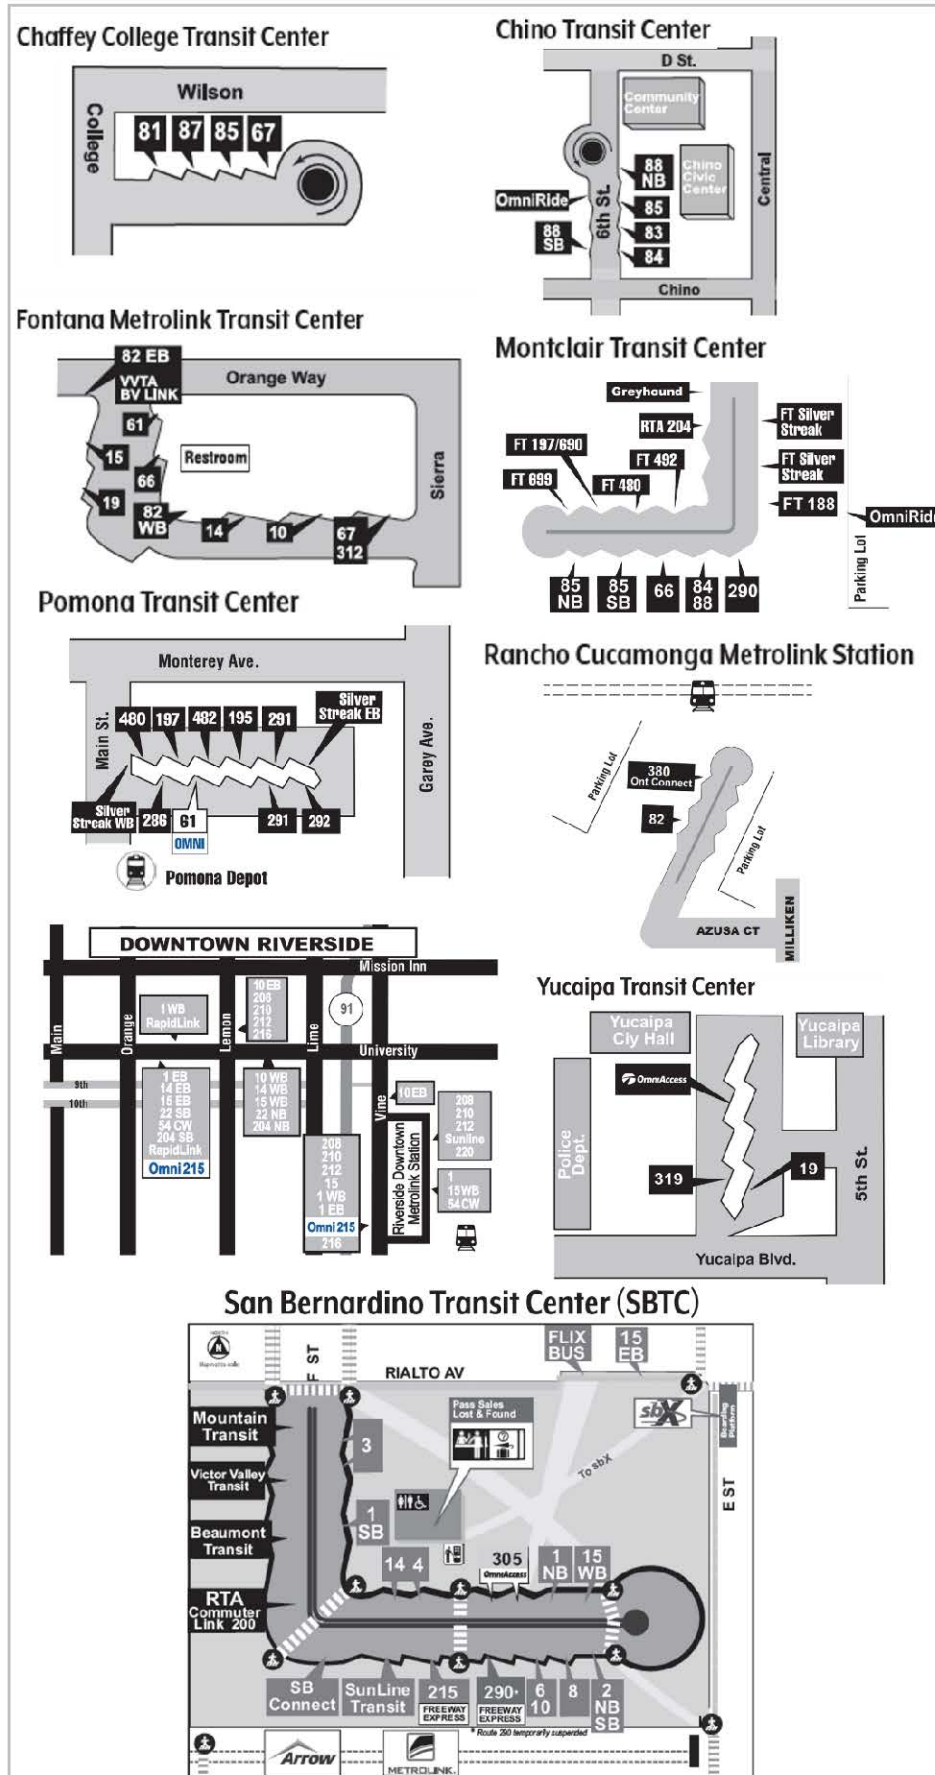 Chaffey College Transit Center
Wilson
College
81
87
85
67
Chino Transit Center
D St.
Community
Center
Chino
Civic
Center
Central
6th St.
OmniRide
88
SB
88
NB
85
83
84
Chino
Fontana Metrolink Transit Center
82 EB
VVTA
BV LINK
Orange Way
61
15
66
Restroom
19
82
WB
14
10
67
312
Sierra
Montclair Transit Center
Greyhound
RTA 204
FT 197/690
FT 492
FT 699
FT 480
FT Silver
Streak
FT Silver
Streak
FT 188
OmniRide
Parking Lot
85
NB
85
SB
66
84
88
290
Pomona Transit Center
Monterey Ave.
Main St.
Garey Ave.
Silver
Streak EB
480
197
482
195
291
Silver
Streak WB
286
61
OMNI
291
292
Pomona Depot
Rancho Cucamonga Metrolink Station
Parking Lot
380
Ont Connect
82
Parking Lot
AZUSA CT
MILLIKEN
DOWNTOWN RIVERSIDE
Mission Inn
Main
Orange
Lemon
Lime
91
University
Vine
9th
10th
1 WB
RapidLink
10 EB
208
210
212
216
1 EB
14 EB
15 EB
22 SB
54 CW
204 SB
RapidLink
Omni 215
10 WB
14 WB
15 WB
22 NB
204 NB
208
210
212
15
1 WB
1 EB
Omni 215
216
10 EB
Riverside Downtown
Metrolink Station
208
210
212
Sunline
220
1
15WB
54CW
Yucaipa Transit Center
Yucaipa
Ciy Hall
Yucaipa
Library
OmniAccess
Police
Dept.
319
19
5th St.
Yucaipa Blvd.
San Bernardino Transit Center (SBTC)
NORTH
N
F ST
RIALTO AV
FLIX
BUS
15
EB
sbX
Boarding
Platform
E ST
To sbX
Pass Sales
Lost & Found
Mountain
Transit
Victor Valley
Transit
Beaumont
Transit
RTA
Commuter
Link 200
3
1
SB
14
4
305
OmniAccess
1
NB
15
WB
SB
Connect
SunLine
Transit
215
FREEWAY
EXPRESS
290*
FREEWAY
EXPRESS
6
10
8
2
NB
SB
* Route 290 temporarily suspended
Arrow
METROLINK.